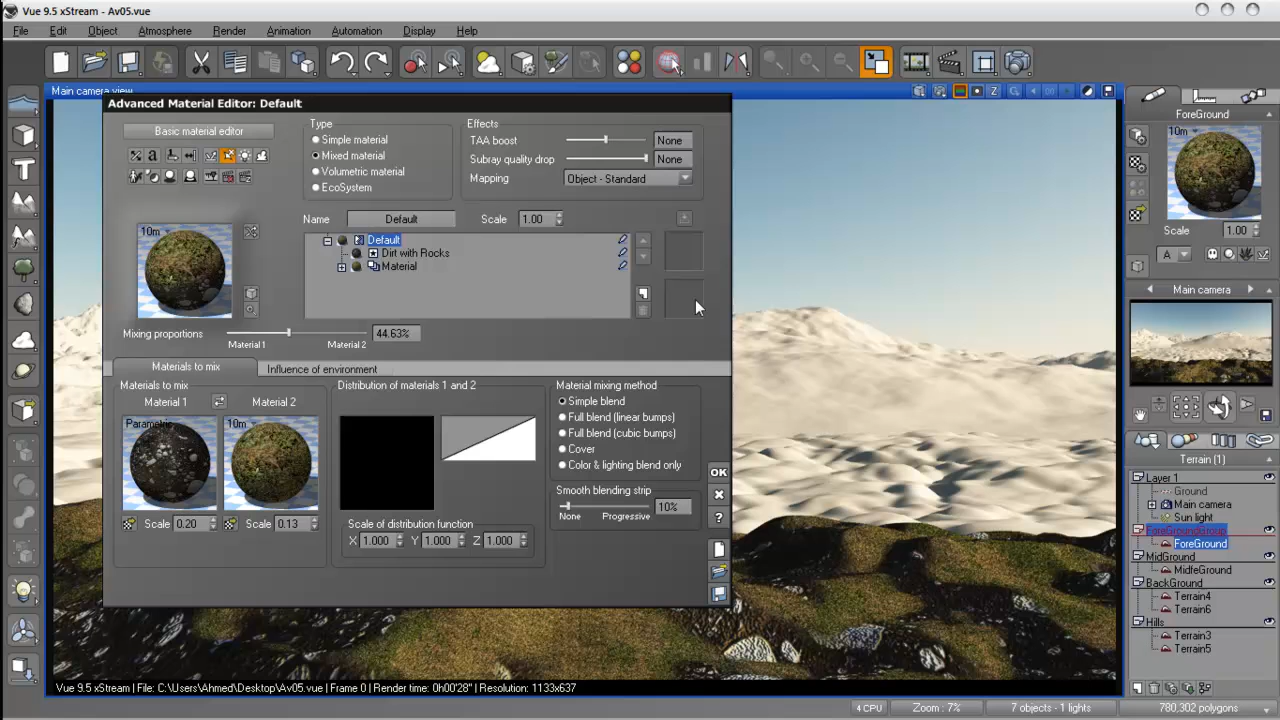 Vue 9.5 xStream - Av05.vue
File Edit Object Atmosphere Render Animation Automation Display Help
Main camera view
Advanced Material Editor: Default
Basic material editor
Type
Simple material
Mixed material
Volumetric material
EcoSystem
Effects
TAA boost None
Subray quality drop None
Mapping Object - Standard
Name Default Scale 1.00
10m
Default
Dirt with Rocks
Material
Mixing proportions 44.63%
Material1 Material2
Materials to mix Influence of environment
Materials to mix
Material 1 Material 2
Parametric 10m
Scale 0.20 Scale 0.13
Distribution of materials 1 and 2
Scale of distribution function
X 1.000 Y 1.000 Z 1.000
Material mixing method
Simple blend
Full blend (linear bumps)
Full blend (cubic bumps)
Cover
Color & lighting blend only
Smooth blending strip
10%
None Progressive
OK
?
ForeGround
10m
Scale 1.00
A
Main camera
Terrain (1)
Layer 1
Ground
Main camera
Sun light
ForeGroundGroup
ForeGround
MidGround
MidfeGround
BackGround
Terrain4
Terrain6
Hills
Terrain3
Terrain5
Vue 9.5 xStream | File: C:\Users\Ahmed\Desktop\Av05.vue | Frame 0 | Render time: 0h00'28" | Resolution: 1133x637
4 CPU Zoom : 7% 7 objects - 1 lights 780,302 polygons